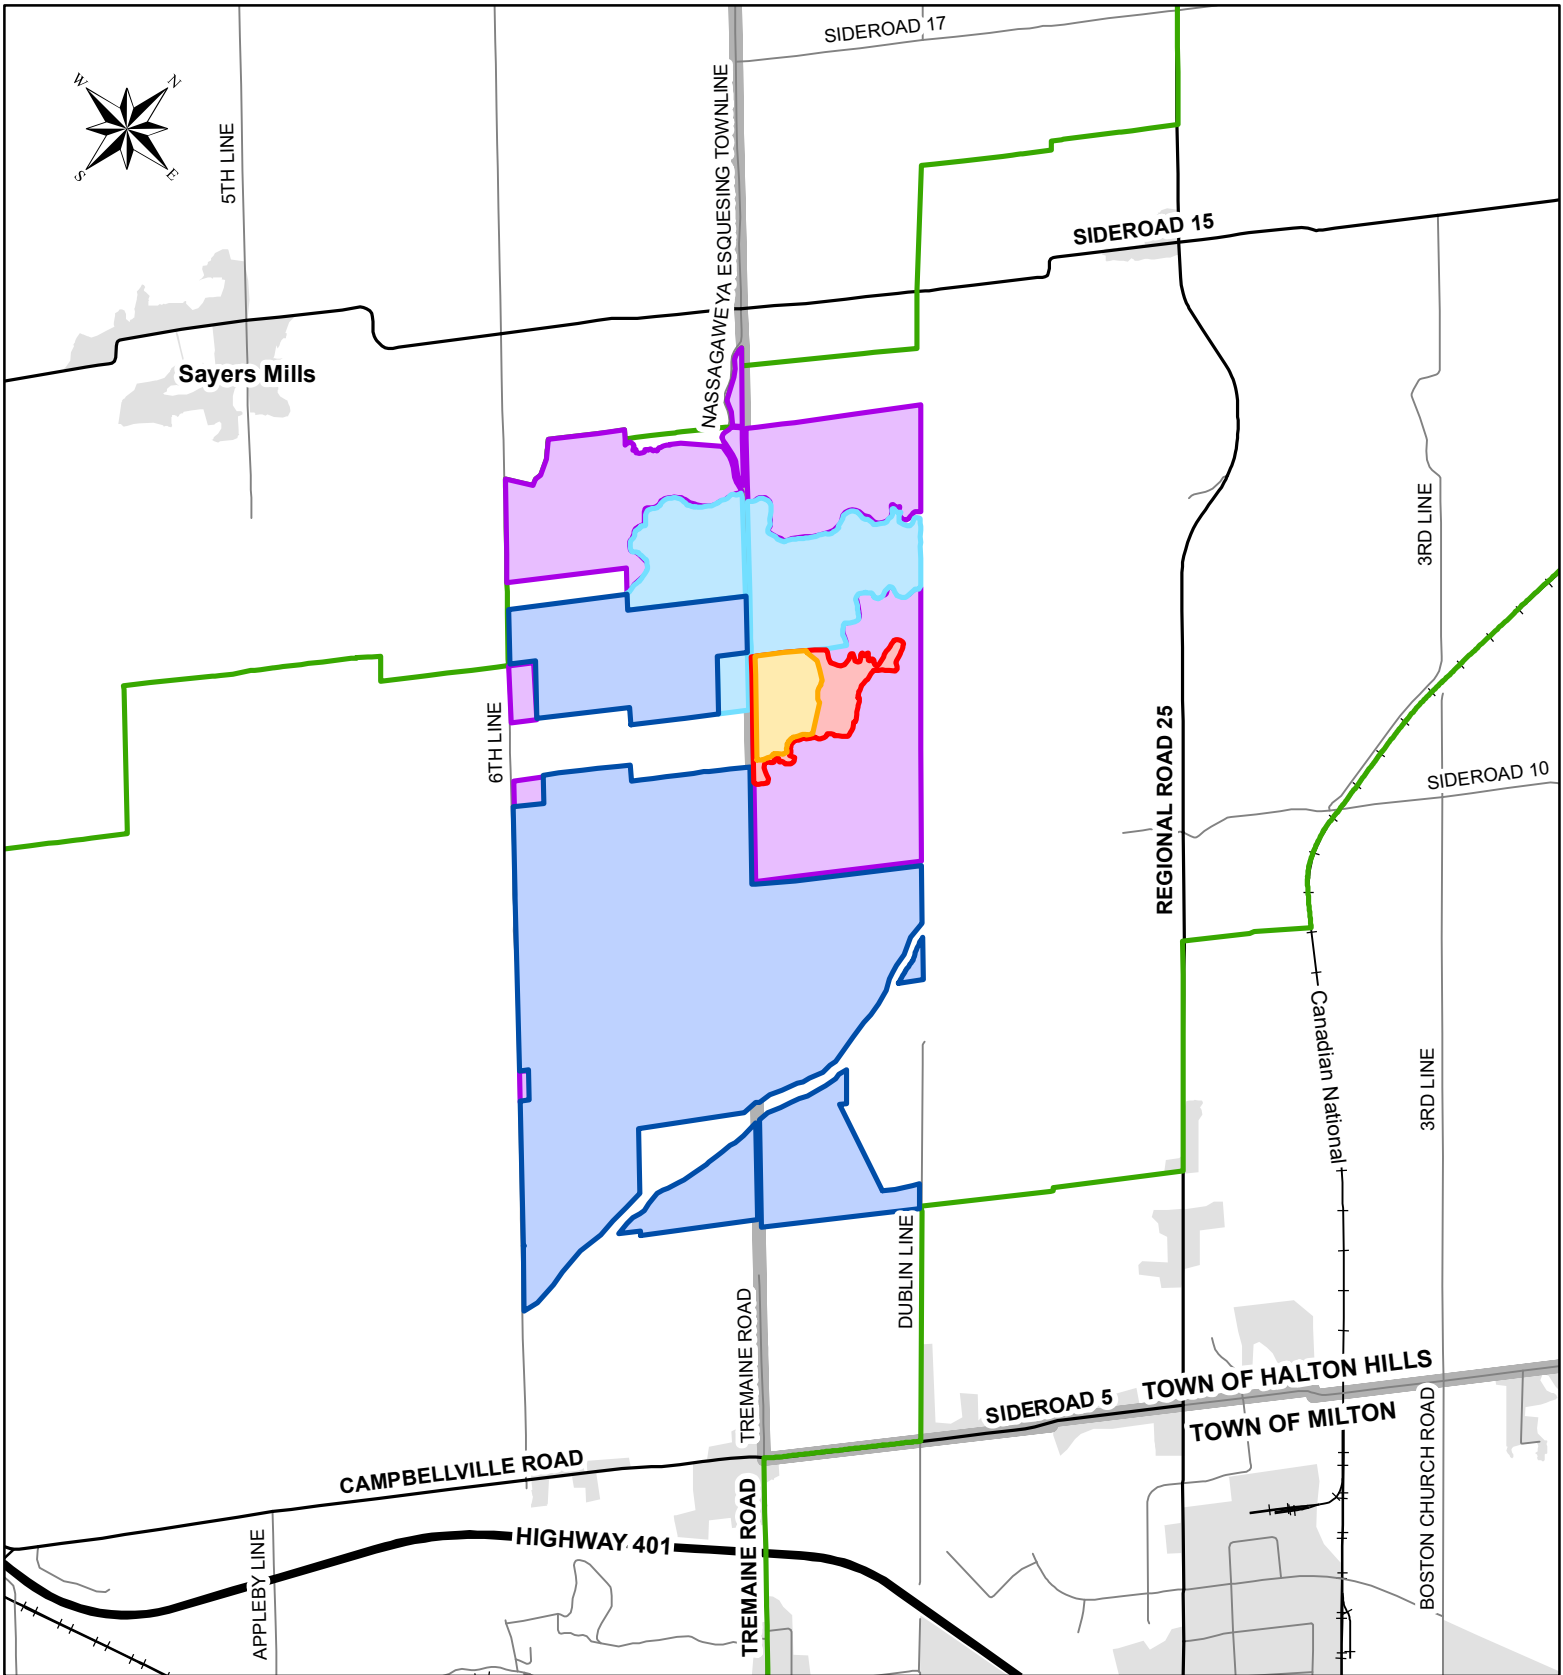 SIDEROAD 17
W
N
S
E
5TH LINE
NASSAGAWEYA ESQUESING TOWNLINE
SIDEROAD 15
Sayers Mills
3RD LINE
6TH LINE
REGIONAL ROAD 25
SIDEROAD 10
Canadian National
3RD LINE
DUBLIN LINE
TREMAINE ROAD
TOWN OF HALTON HILLS
SIDEROAD 5
TOWN OF MILTON
CAMPBELLVILLE ROAD
BOSTON CHURCH ROAD
HIGHWAY 401
TREMAINE ROAD
APPLEBY LINE